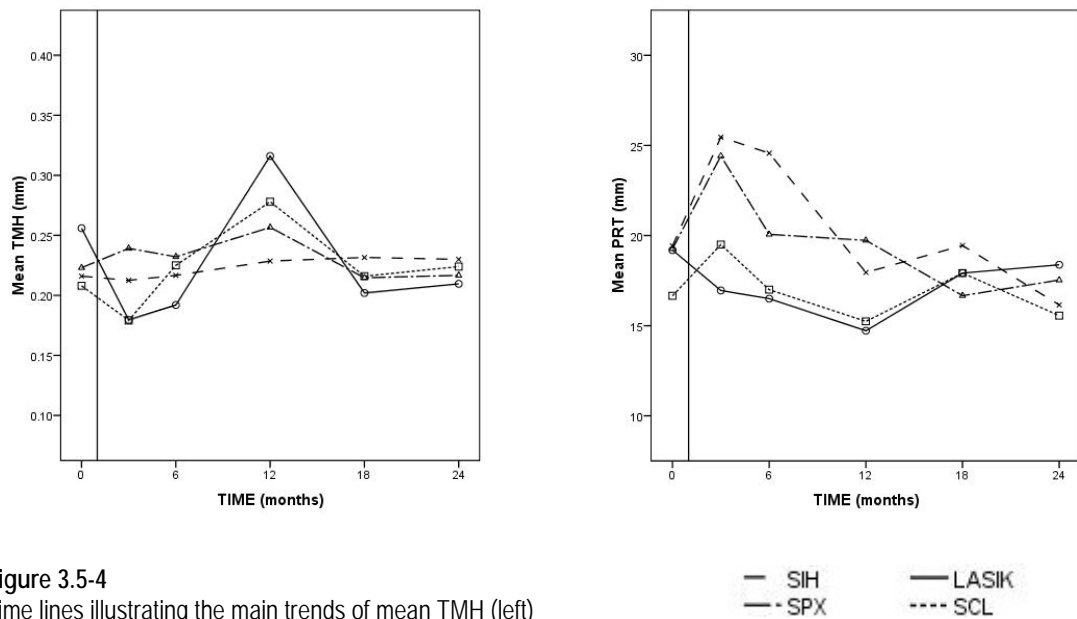 0.40
0.35
0.30
0.25
0.20
0.15
0.10
Mean TMH (mm)
0 6 12 18 24
TIME (months)
30
25
20
15
10
Mean PRT (mm)
0 6 12 18 24
TIME (months)
igure 3.5-4
ime lines illustrating the main trends of mean TMH (left)
SIH LASIK
SPX SCL